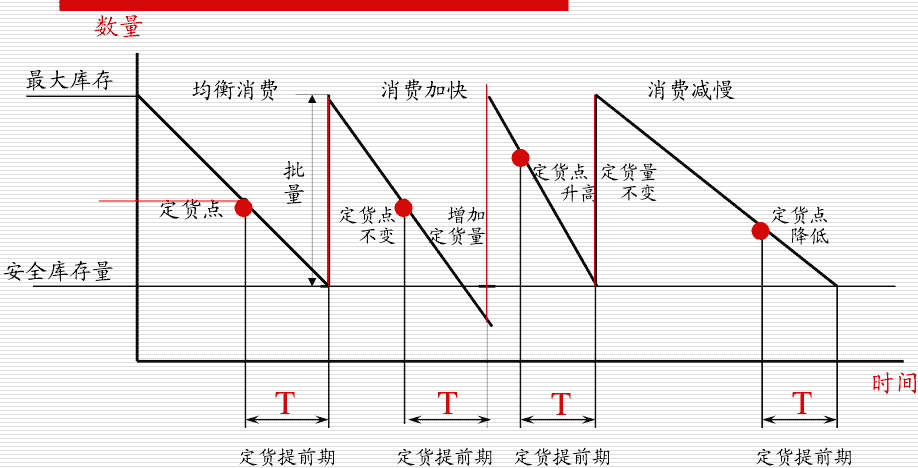 数量
最大库存
均衡消费
消费加快
消费减慢
批
量
定货点
定货点
不变
增加
定货量
定货点
升高
定货量
不变
定货点
降低
安全库存量
时间
T
T
T
T
定货提前期
定货提前期
定货提前期
定货提前期